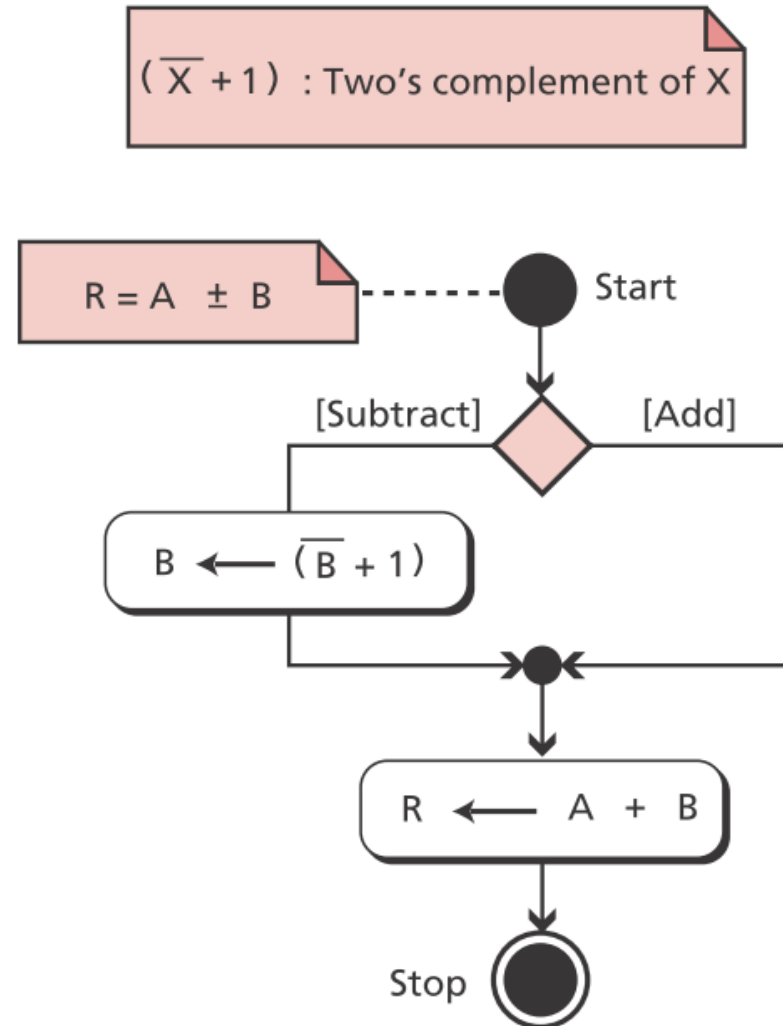 (X̅ + 1) : Two's complement of X
R = A ± B
Start
[Subtract]
[Add]
B ← (B̅ + 1)
R ← A + B
Stop